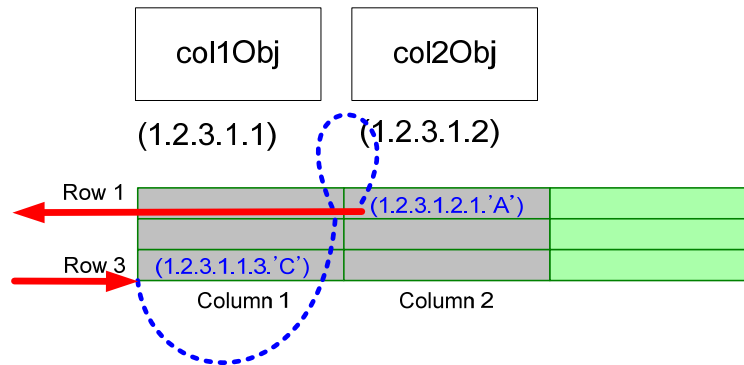 col1Obj col2Obj
(1.2.3.1.1) (1.2.3.1.2)
Row 1 (1.2.3.1.2.1.’A’)
Row 3 (1.2.3.1.1.3.’C’)
Column 1 Column 2